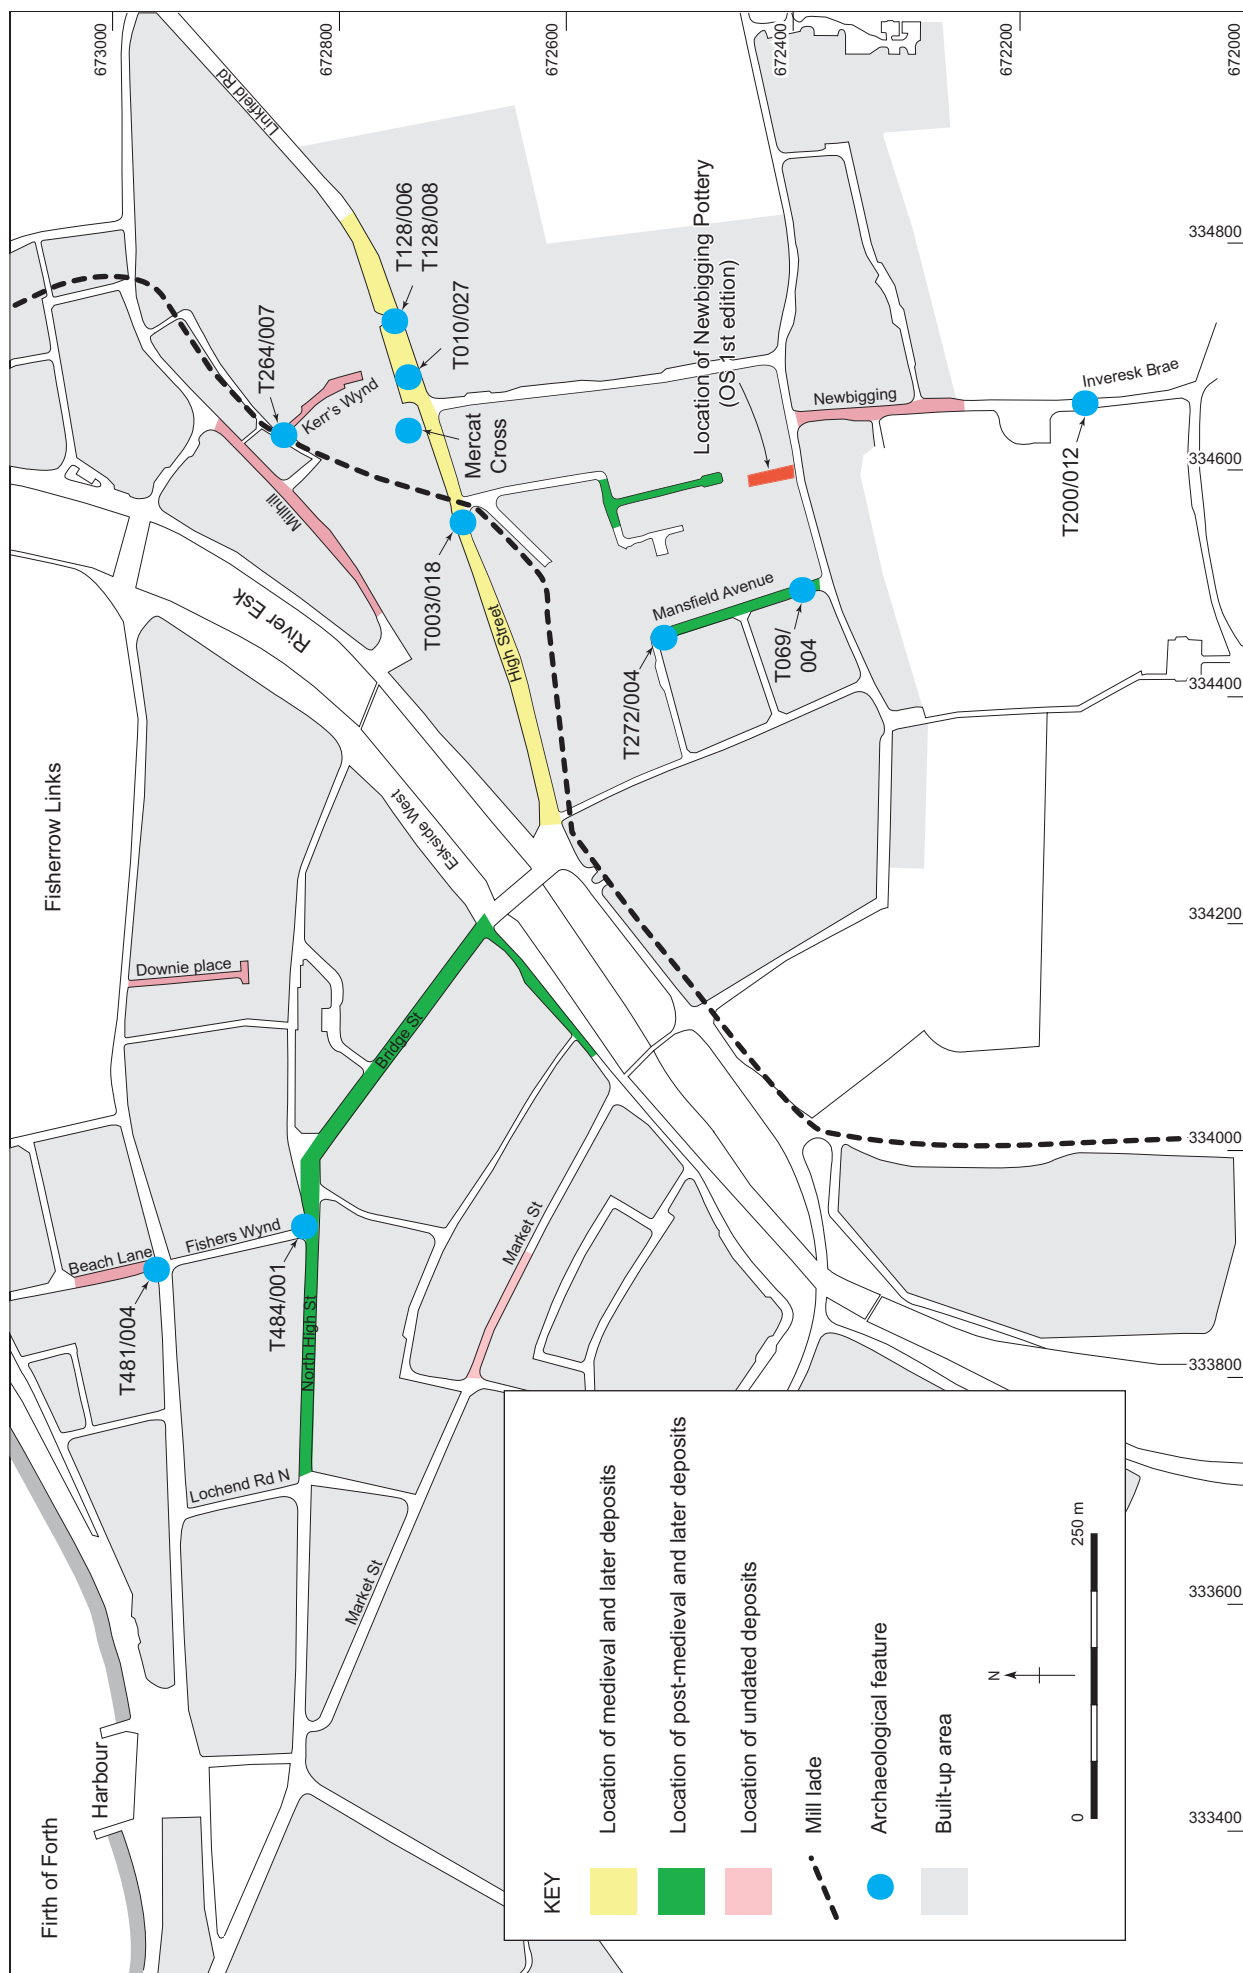 Firth of Forth
Harbour
Fisherrow Links
River Esk
Linkfield Rd
Millhill
Kerr's Wynd
T264/007
T128/006
T128/008
T010/027
Mercat
Cross
T003/018
High Street
Eskside West
Downie place
Bridge St
Beach Lane
Fishers Wynd
T481/004
T484/001
North High St
Lochend Rd N
Market St
Market St
Location of Newbigging Pottery
(OS 1st edition)
Newbigging
Inveresk Brae
T200/012
Mansfield Avenue
T272/004
T069/
004
673000
672800
672600
672400
672200
672000
334800
334600
334400
334200
334000
333800
333600
333400
KEY
Location of medieval and later deposits
Location of post-medieval and later deposits
Location of undated deposits
Mill lade
Archaeological feature
Built-up area
N
0
250 m